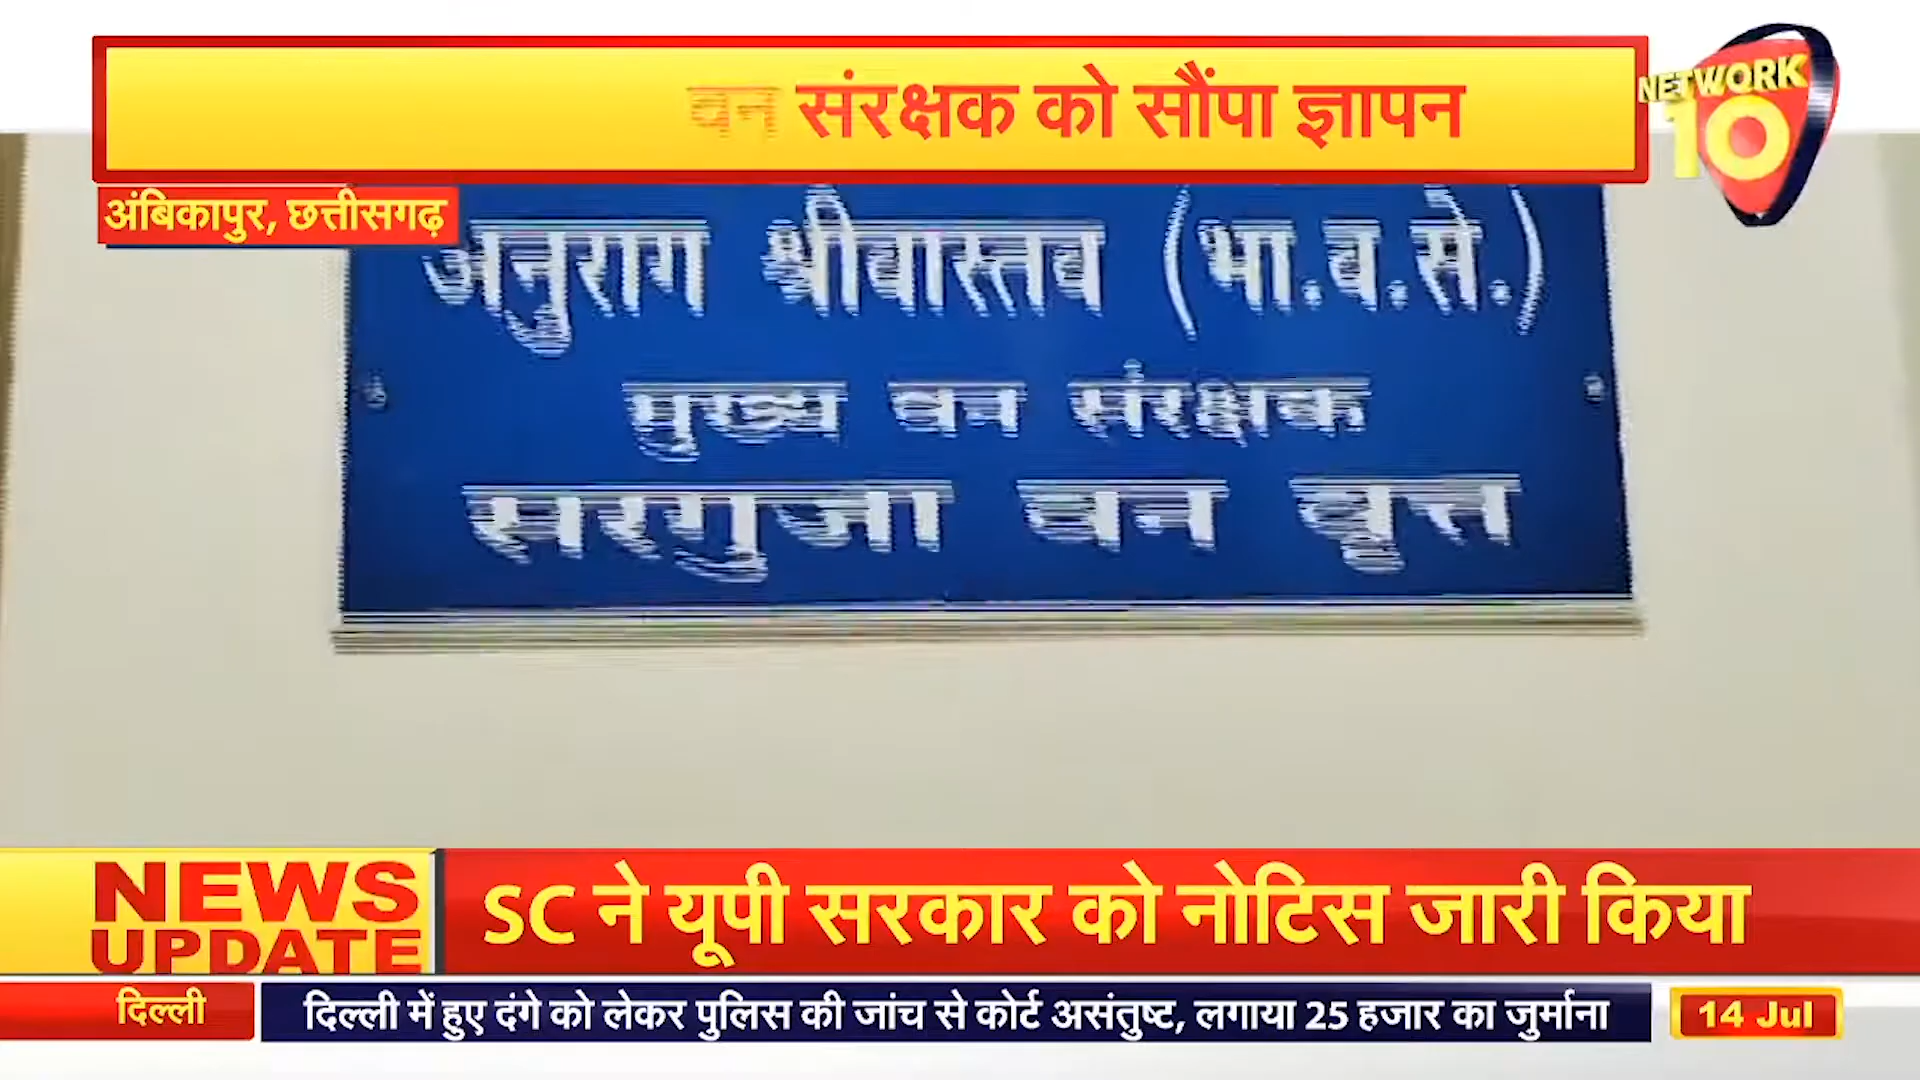 वन संरक्षक को सौंपा ज्ञापन
NETWORK
10
अंबिकापुर, छत्तीसगढ़
अनुराग श्रीवास्तव (भा.व.से.)
मुख्य वन संरक्षक
सरगुजा वन वृत्त
NEWS
UPDATE
SC ने यूपी सरकार को नोटिस जारी किया
दिल्ली
दिल्ली में हुए दंगे को लेकर पुलिस की जांच से कोर्ट असंतुष्ट, लगाया 25 हजार का जुर्माना
14 Jul